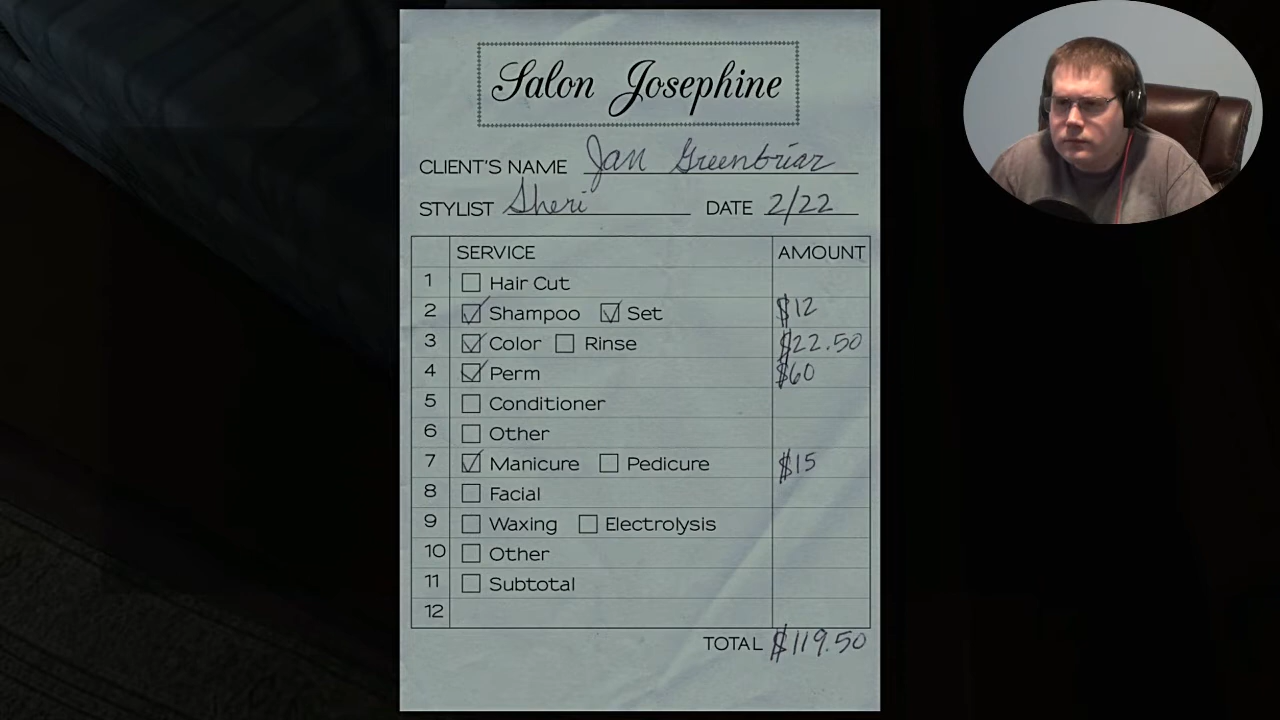 Salon Josephine
CLIENT'S NAME Jan Greenbriar
STYLIST Sheri DATE 2/22
SERVICE AMOUNT
1 Hair Cut
2 Shampoo Set $12
3 Color Rinse $22.50
4 Perm $60
5 Conditioner
6 Other
7 Manicure Pedicure $15
8 Facial
9 Waxing Electrolysis
10 Other
11 Subtotal
12
TOTAL $119.50